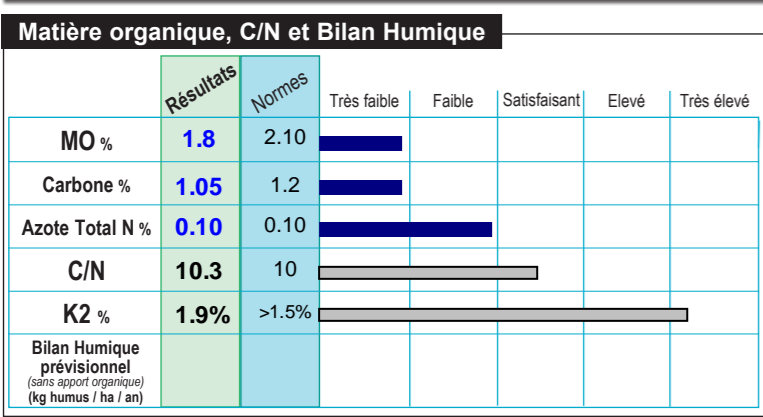 Matière organique, C/N et Bilan Humique
Résultats Normes Très faible Faible Satisfaisant Elevé Très élevé
MO % 1.8 2.10
Carbone % 1.05 1.2
Azote Total N % 0.10 0.10
C/N 10.3 10
K2 % 1.9% >1.5%
Bilan Humique
prévisionnel
(sans apport organique)
(kg humus / ha / an)